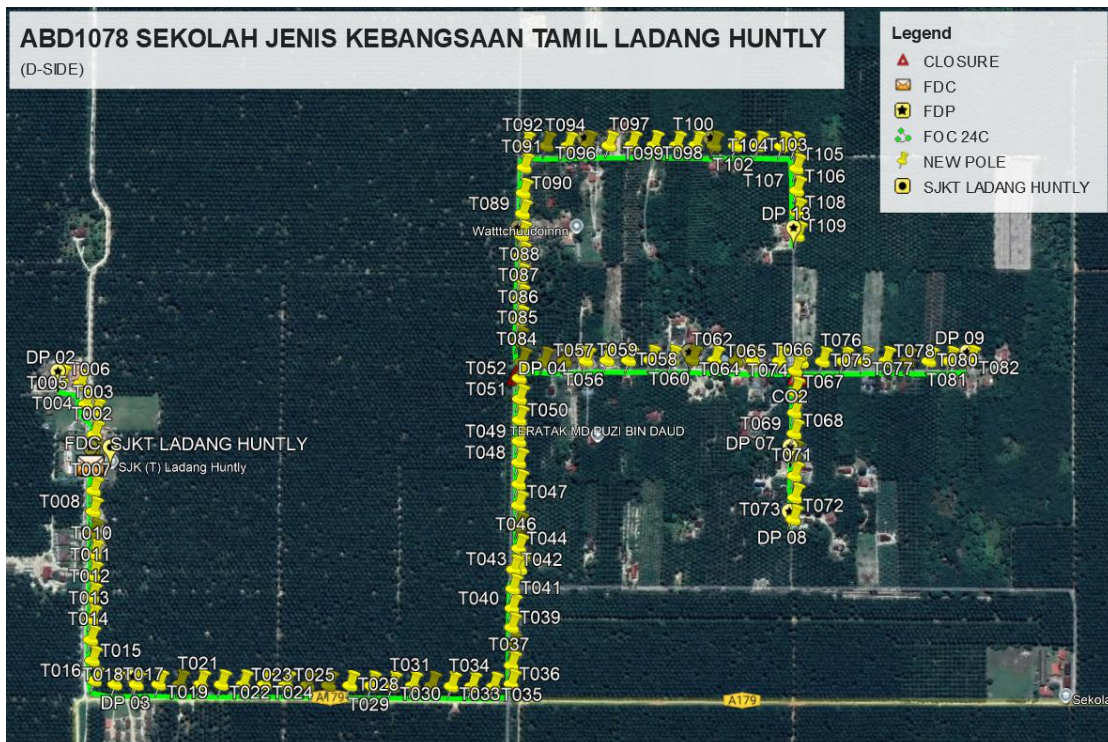 ABD1078 SEKOLAH JENIS KEBANGSAAN TAMIL LADANG HUNTLY
(D-SIDE)
Legend
CLOSURE
FDC
FDP
FOC 24C
NEW POLE
SJKT LADANG HUNTLY
T092
T094
T097
T100
T091
T096
T099
T098
T102
T104
T103
T105
T090
T107
T106
T089
T108
DP 13
T109
Watttchuudoinnn
T088
T087
T086
T085
T084
T052
DP 04
T057
T059
T058
T062
T065
T066
T076
T078
DP 09
T051
T056
T060
T064
T074
T067
T075
T077
T080
T081
T082
CO2
T050
T069
T068
T049
TERATAK MD PUZI BIN DAUD
DP 07
T048
T071
T047
T073
T072
DP 08
T046
T044
T043
T042
T041
T040
T039
T037
T036
DP 02
T006
T005
T003
T004
T002
FDC
SJKT LADANG HUNTLY
T007
SJK (T) Ladang Huntly
T008
T010
T011
T012
T013
T014
T015
T016
T018
T017
T021
T023
T025
T031
T034
DP 03
T019
T022
T024
A179
T028
T029
T030
T033
T035
A179
Sekola